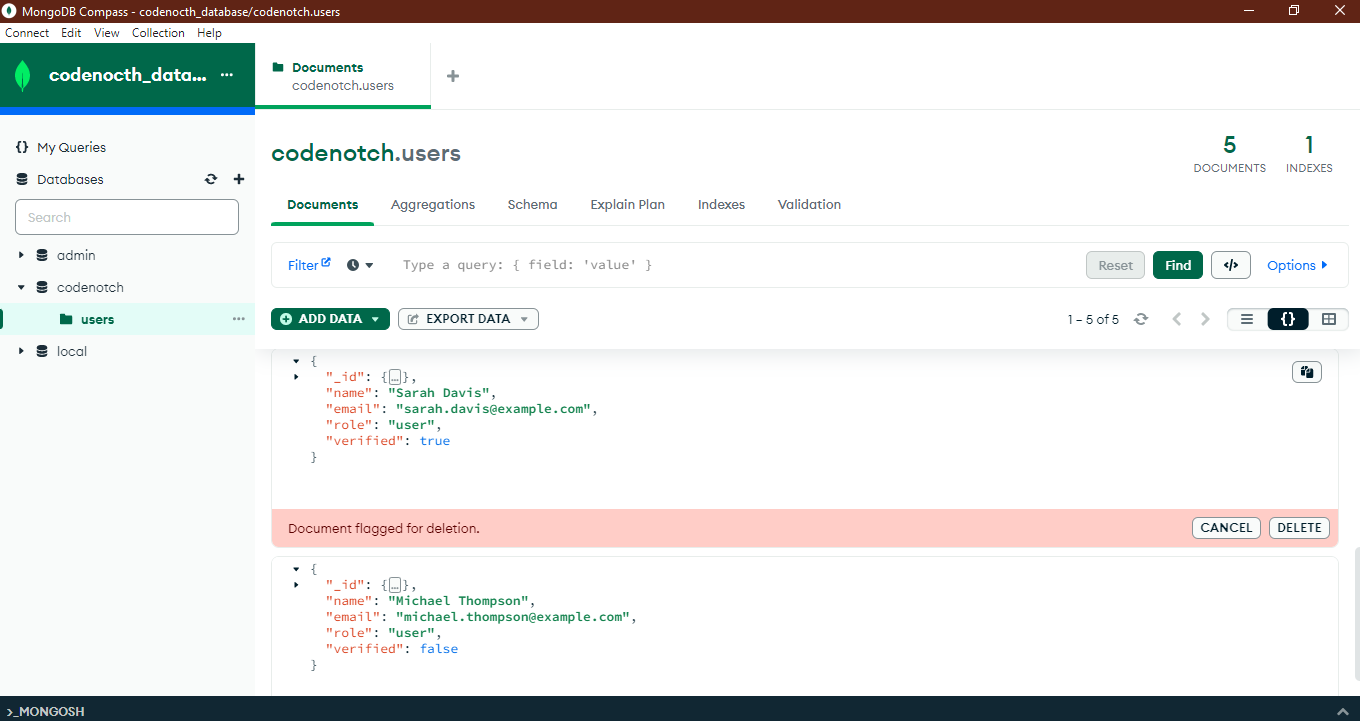 MongoDB Compass - codenocth_database/codenotch.users
Connect Edit View Collection Help
codenocth_data... ...
Documents
codenotch.users
{} My Queries
Databases
Search
admin
codenotch
users ...
local
codenotch.users
5
DOCUMENTS
1
INDEXES
Documents Aggregations Schema Explain Plan Indexes Validation
Filter Type a query: { field: 'value' } Reset Find </> Options
ADD DATA EXPORT DATA 1 – 5 of 5 {}
{
"_id": {…},
"name": "Sarah Davis",
"email": "sarah.davis@example.com",
"role": "user",
"verified": true
}
Document flagged for deletion. CANCEL DELETE
{
"_id": {…},
"name": "Michael Thompson",
"email": "michael.thompson@example.com",
"role": "user",
"verified": false
}
>_MONGOSH